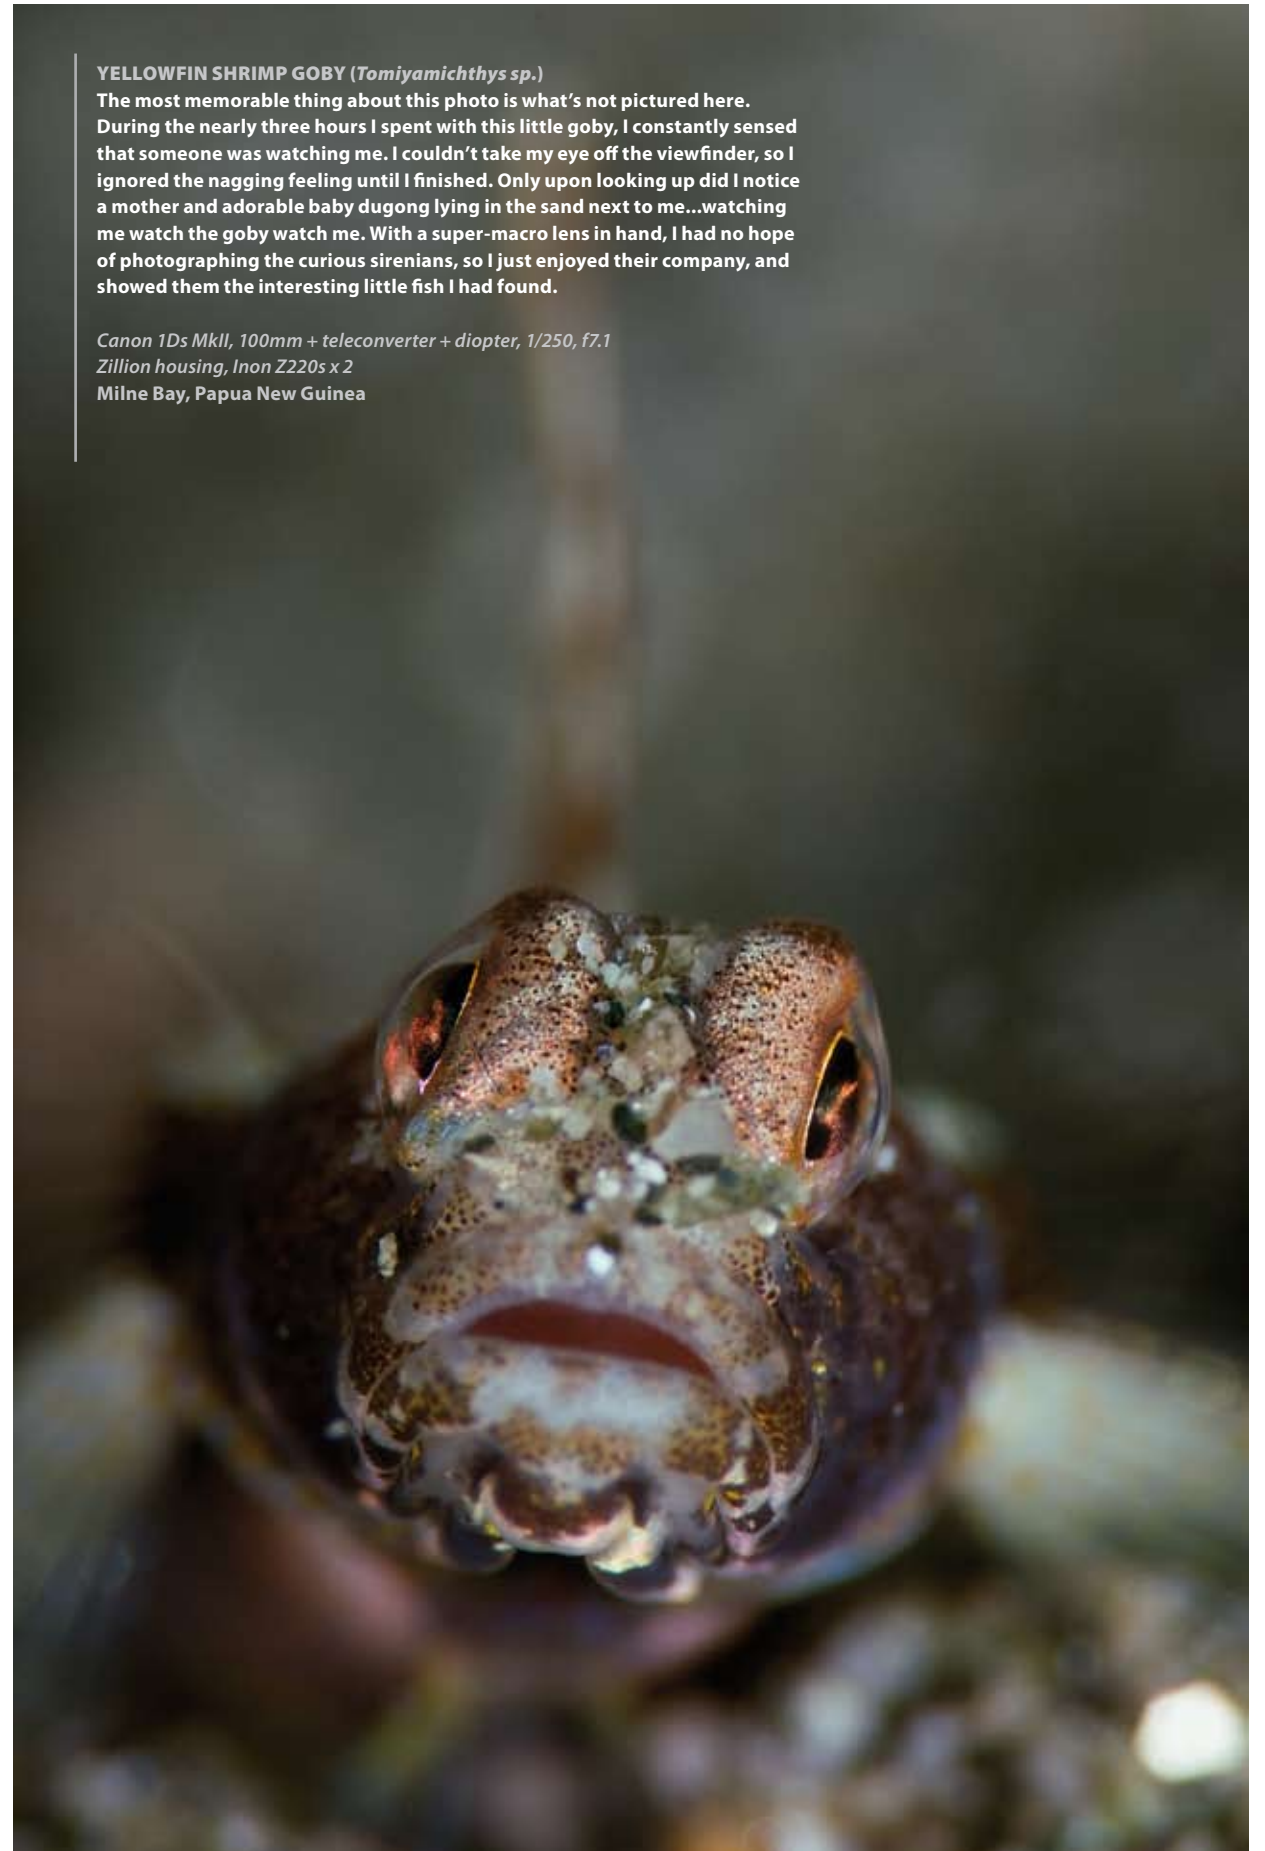 YELLOWFIN SHRIMP GOBY (Tomiyamichthys sp.)
The most memorable thing about this photo is what’s not pictured here.
During the nearly three hours I spent with this little goby, I constantly sensed
that someone was watching me. I couldn’t take my eye off the viewfinder, so I
ignored the nagging feeling until I finished. Only upon looking up did I notice
a mother and adorable baby dugong lying in the sand next to me...watching
me watch the goby watch me. With a super-macro lens in hand, I had no hope
of photographing the curious sirenians, so I just enjoyed their company, and
showed them the interesting little fish I had found.
Canon 1Ds MkII, 100mm + teleconverter + diopter, 1/250, f7.1
Zillion housing, Inon Z220s x 2
Milne Bay, Papua New Guinea